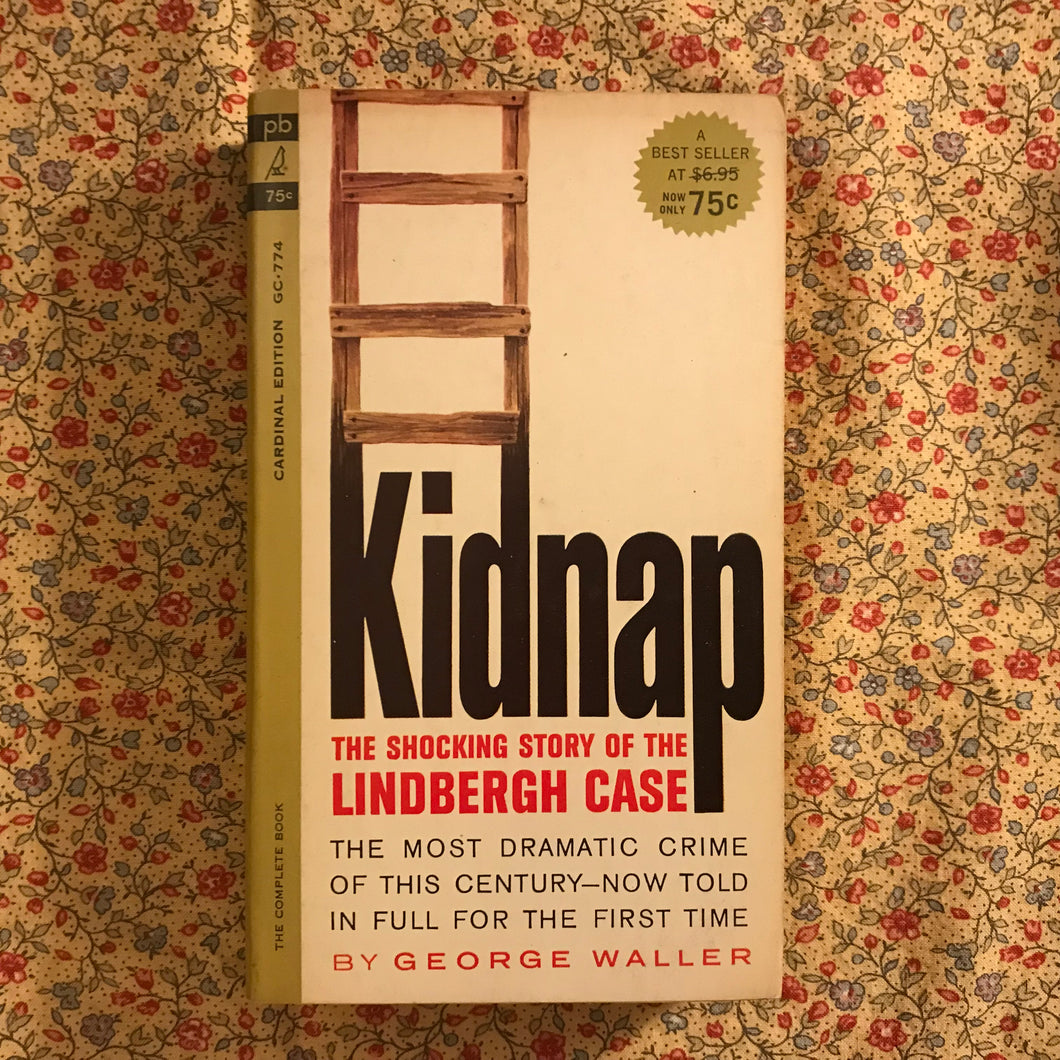 pb
75c
CARDINAL EDITION GC·774
THE COMPLETE BOOK
A
BEST SELLER
AT $6.95
NOW
ONLY 75c
Kidnap
THE SHOCKING STORY OF THE
LINDBERGH CASE
THE MOST DRAMATIC CRIME
OF THIS CENTURY—NOW TOLD
IN FULL FOR THE FIRST TIME
BY GEORGE WALLER